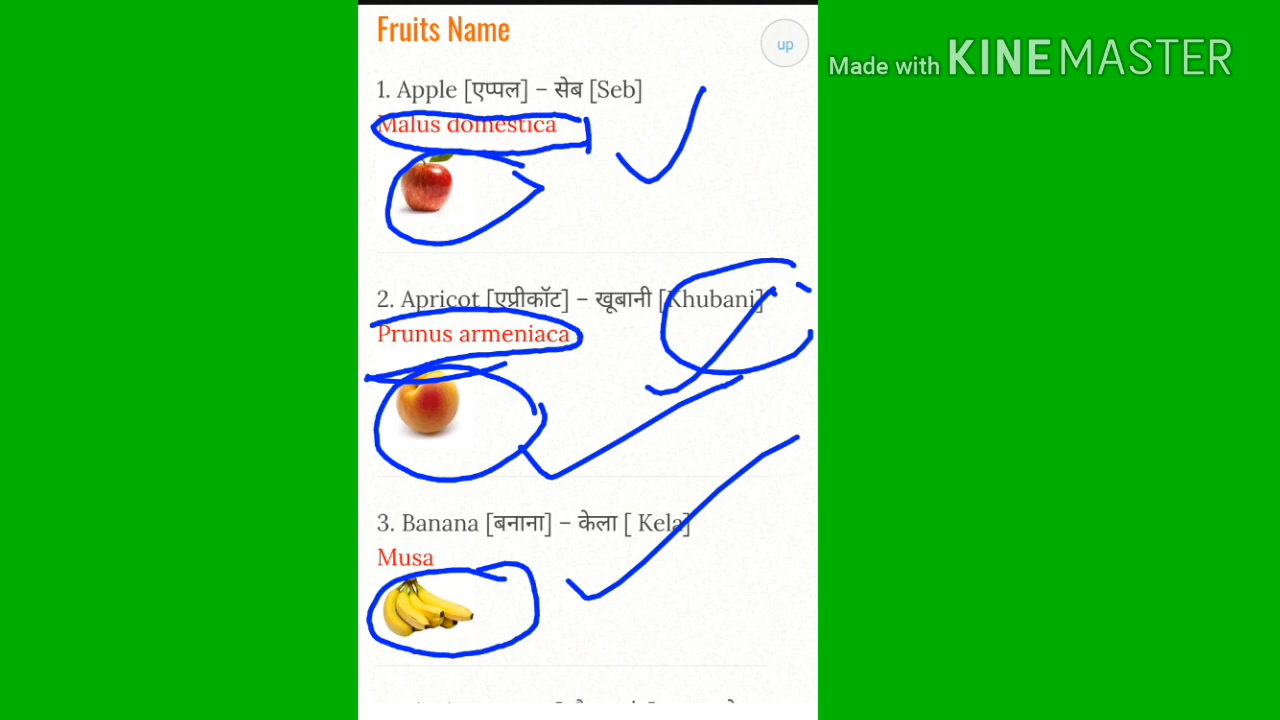 Fruits Name
up
Made with KINEMASTER
1. Apple [एप्पल] – सेब [Seb]
Malus domestica
2. Apricot [एप्रीकॉट] – खूबानी [Khubani]
Prunus armeniaca
3. Banana [बनाना] – केला [ Kela]
Musa